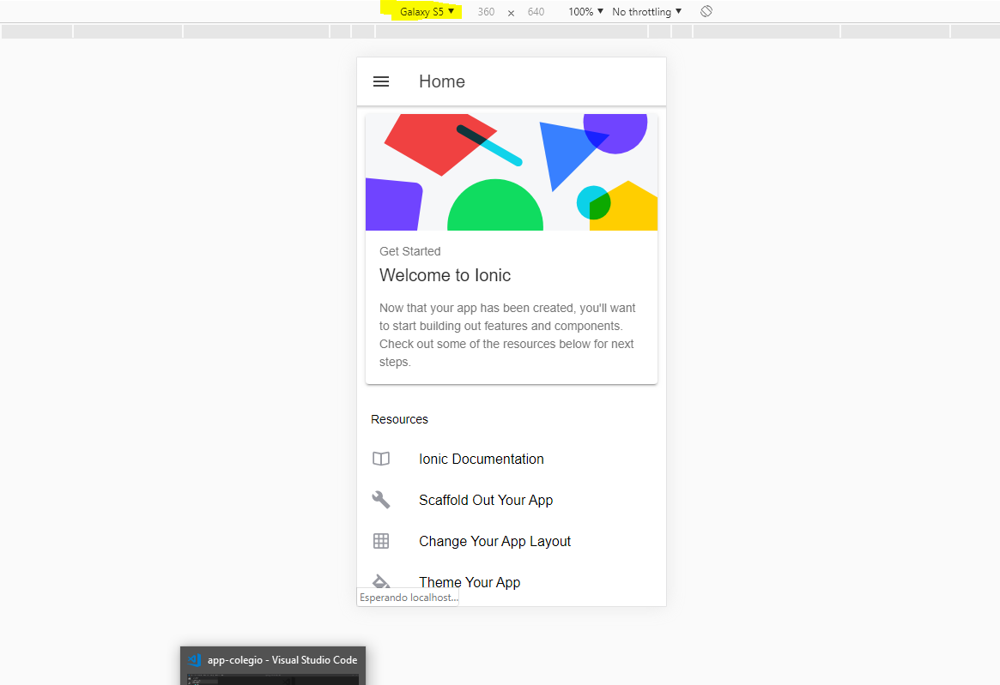 Galaxy S5 ▼ 360 × 640 100% ▼ No throttling ▼
Home
Get Started
Welcome to Ionic
Now that your app has been created, you'll want
to start building out features and components.
Check out some of the resources below for next
steps.
Resources
Ionic Documentation
Scaffold Out Your App
Change Your App Layout
Theme Your App
Esperando localhost...
app-colegio - Visual Studio Code